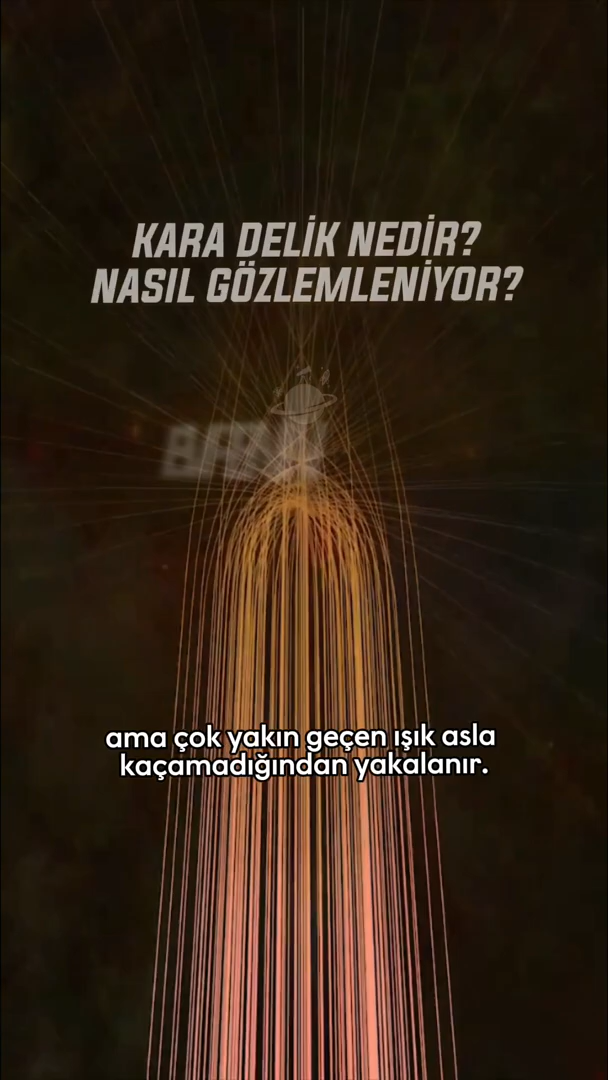 KARA DELİK NEDİR?
NASIL GÖZLEMLENİYOR?
ama çok yakın geçen ışık asla
kaçamadığından yakalanır.